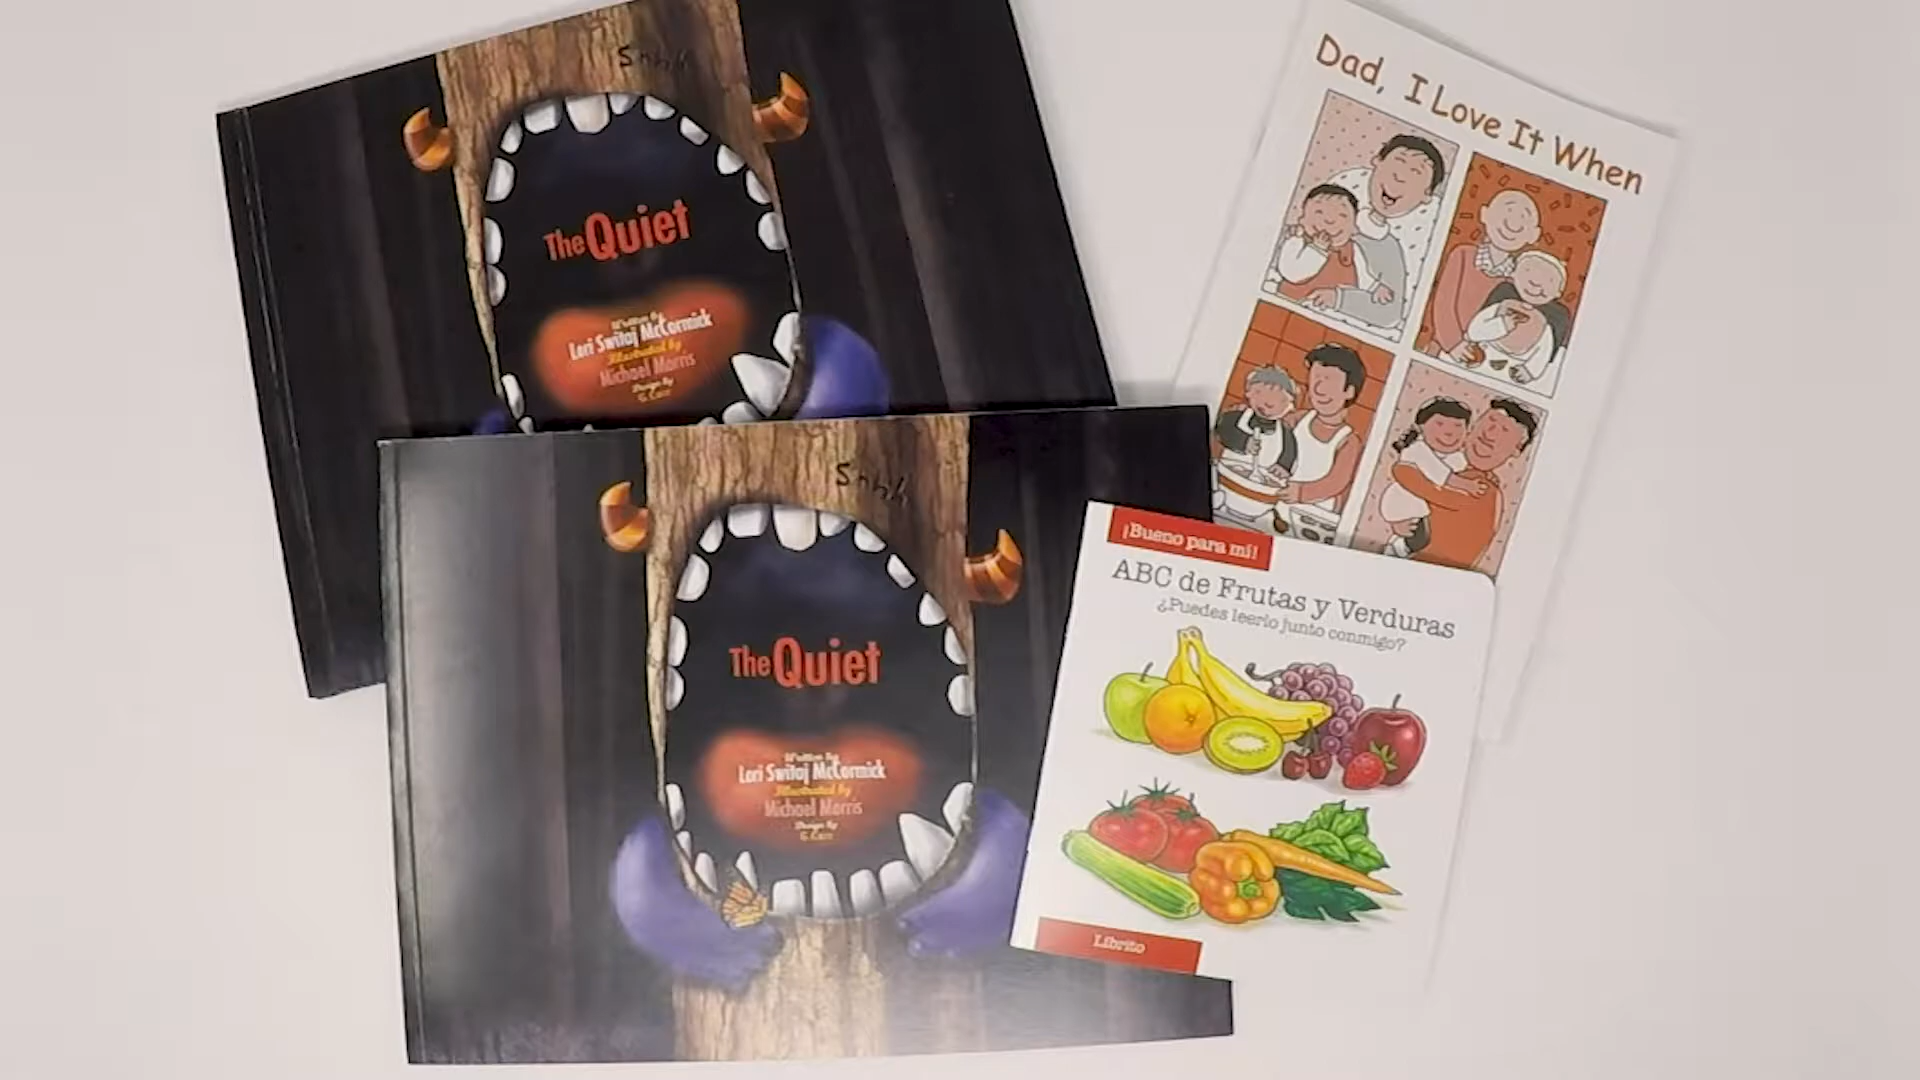 The Quiet
Written by
Lori Switaj McCormick
Illustrated by
Michael Morris
Design by
G. Carr
Dad, I Love It When
The Quiet
Written by
Lori Switaj McCormick
Illustrated by
Michael Morris
Design by
G. Carr
¡Bueno para mí!
ABC de Frutas y Verduras
¿Puedes leerlo junto conmigo?
Librito